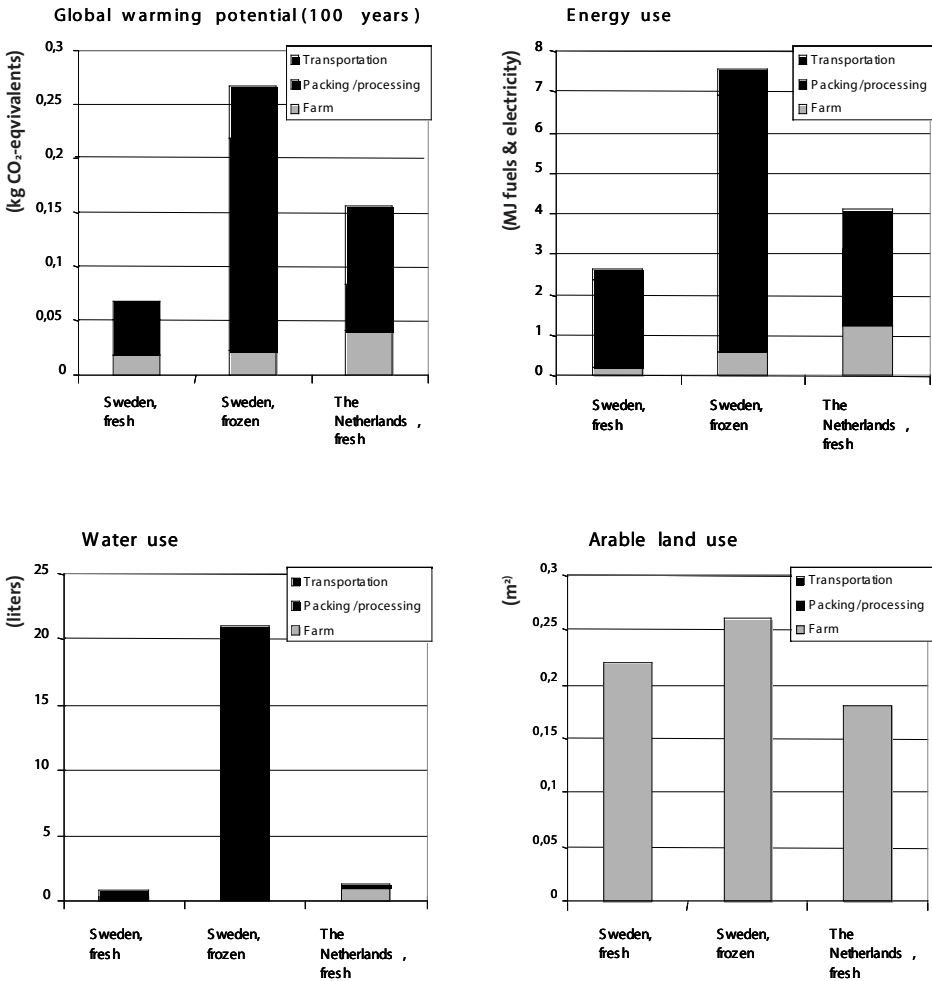 Global warming potential (100 years)
(kg CO₂-eqvivalents)
0,3
0,25
0,2
0,15
0,1
0,05
0
Transportation
Packing/processing
Farm
Sweden,
fresh
Sweden,
frozen
The
Netherlands,
fresh
Energy use
(MJ fuels & electricity)
8
7
6
5
4
3
2
1
0
Transportation
Packing/processing
Farm
Sweden,
fresh
Sweden,
frozen
The
Netherlands,
fresh
Water use
(liters)
25
20
15
10
5
0
Transportation
Packing/processing
Farm
Sweden,
fresh
Sweden,
frozen
The
Netherlands,
fresh
Arable land use
(m²)
0,3
0,25
0,2
0,15
0,1
0,05
0
Transportation
Packing/processing
Farm
Sweden,
fresh
Sweden,
frozen
The
Netherlands,
fresh